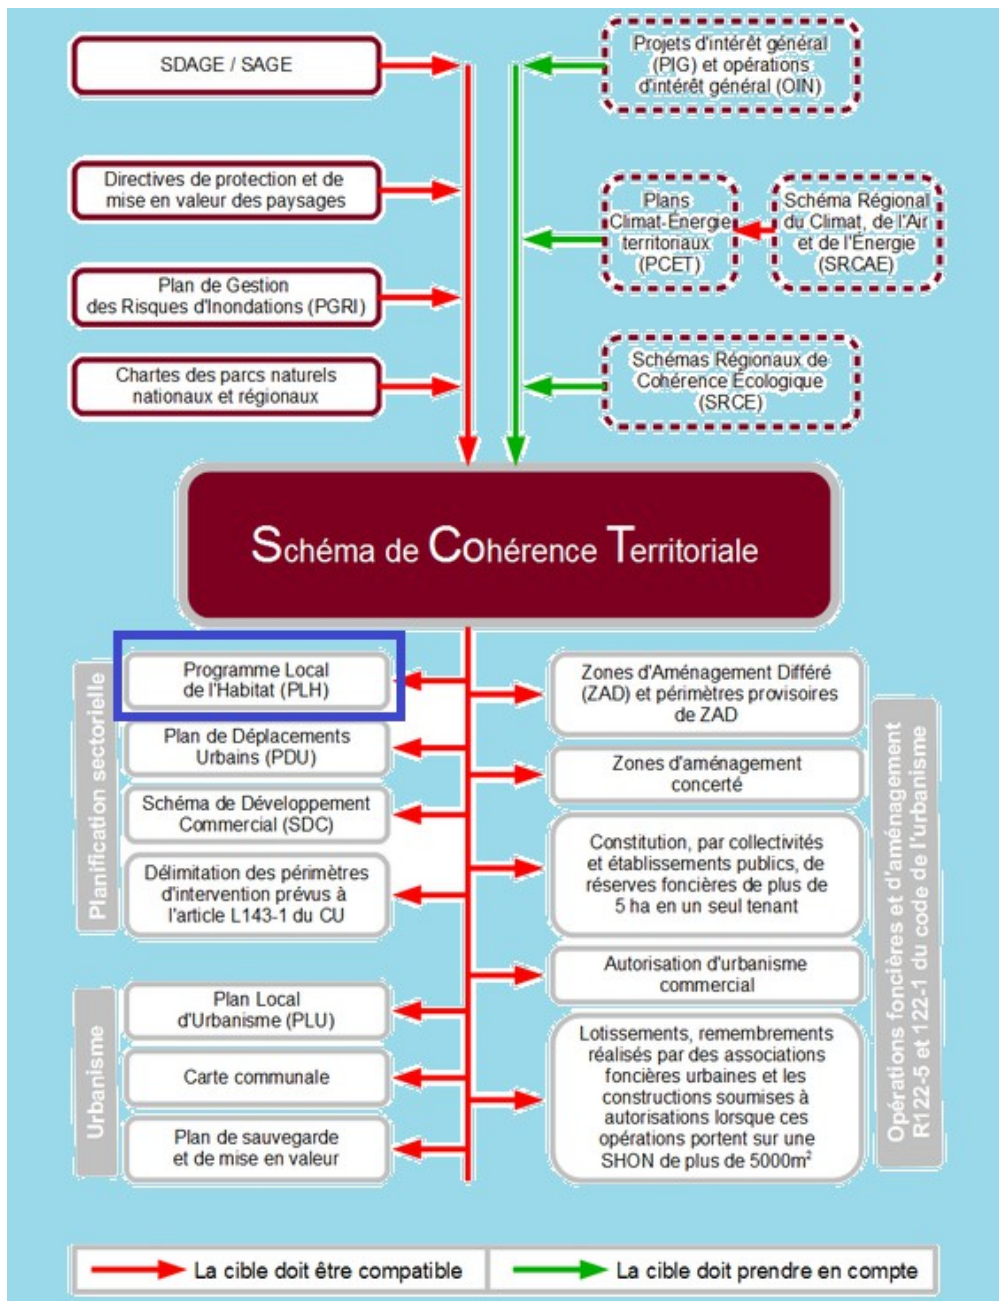 SDAGE / SAGE
Directives de protection et de
mise en valeur des paysages
Plan de Gestion
des Risques d'Inondations (PGRI)
Chartes des parcs naturels
nationaux et régionaux
Projets d'intérêt général
(PIG) et opérations
d'intérêt général (OIN)
Plans
Climat-Énergie
territoriaux
(PCET)
Schéma Régional
du Climat, de l'Air
et de l'Énergie
(SRCAE)
Schémas Régionaux de
Cohérence Écologique
(SRCE)
Schéma de COhérence Territoriale
Planification sectorielle
Programme Local
de l'Habitat (PLH)
Plan de Déplacements
Urbains (PDU)
Schéma de Développement
Commercial (SDC)
Délimitation des périmètres
d'intervention prévus à
l'article L143-1 du CU
Urbanisme
Plan Local
d'Urbanisme (PLU)
Carte communale
Plan de sauvegarde
et de mise en valeur
Zones d'Aménagement Différé
(ZAD) et périmètres provisoires
de ZAD
Zones d'aménagement
concerté
Constitution, par collectivités
et établissements publics, de
réserves foncières de plus de
5 ha en un seul tenant
Autorisation d'urbanisme
commercial
Lotissements, remembrements
réalisés par des associations
foncières urbaines et les
constructions soumises à
autorisations lorsque ces
opérations portent sur une
SHON de plus de 5000m²
Opérations foncières et d'aménagement
R122-5 et 122-1 du code de l'urbanisme
La cible doit être compatible
La cible doit prendre en compte